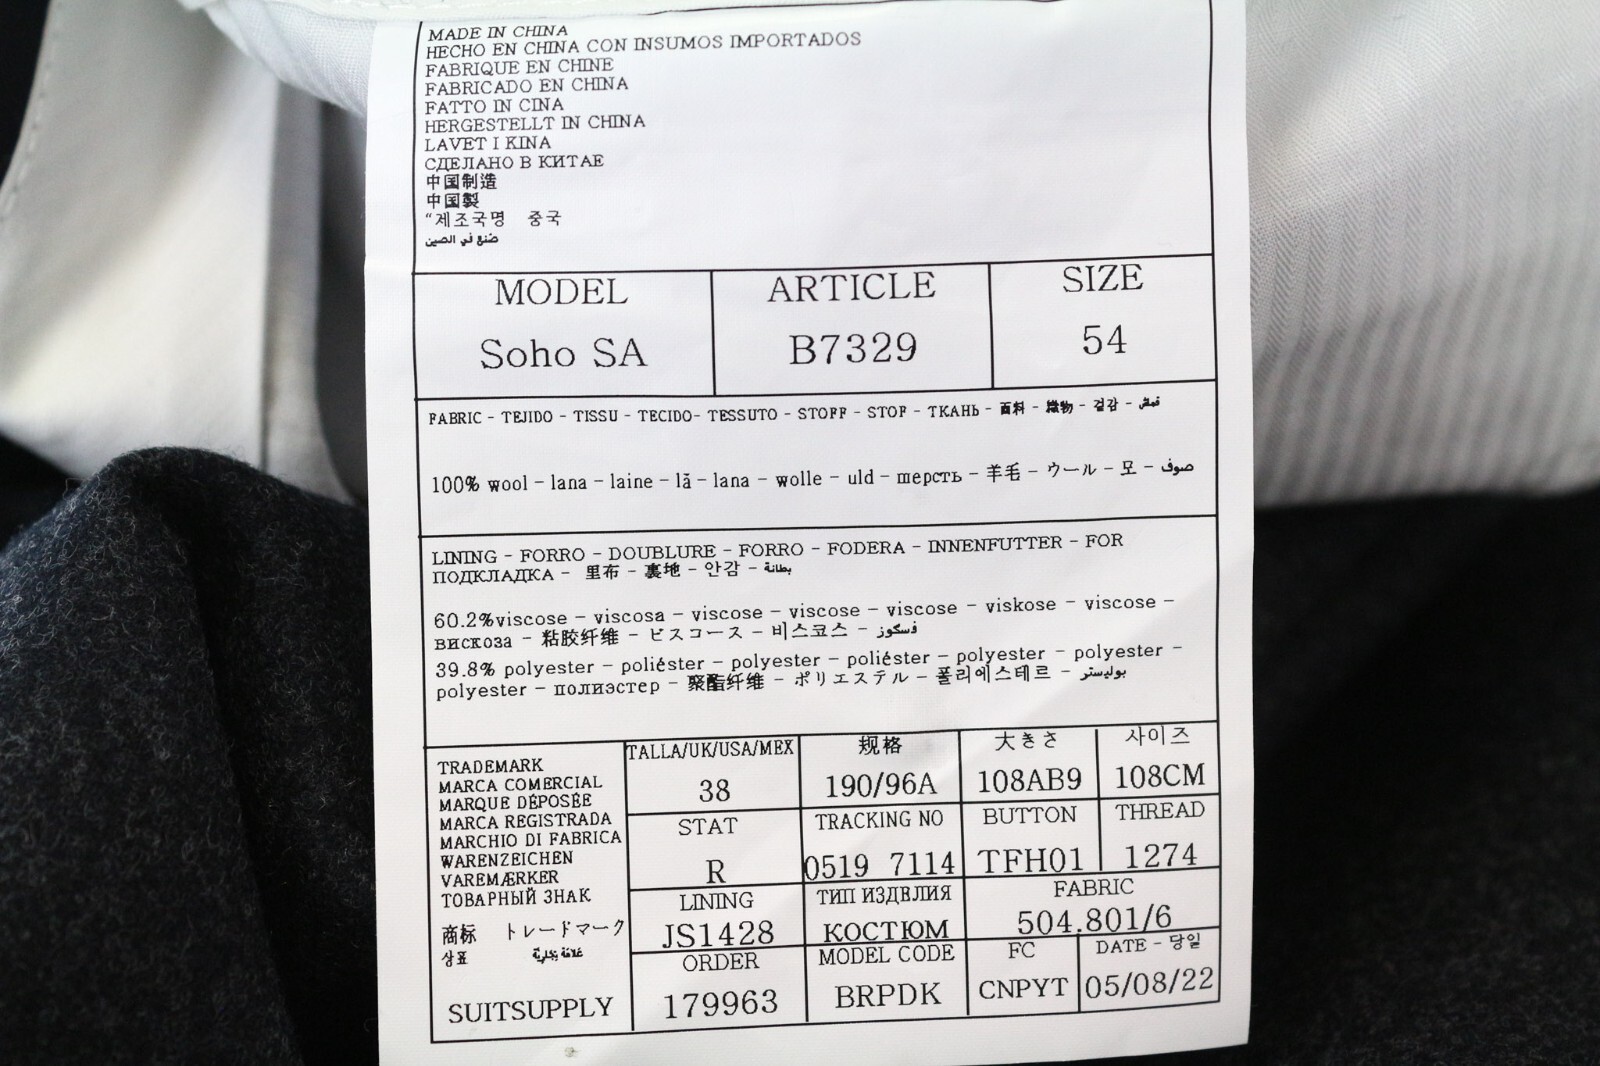 MADE IN CHINA
HECHO EN CHINA CON INSUMOS IMPORTADOS
FABRIQUE EN CHINE
FABRICADO EN CHINA
FATTO IN CINA
HERGESTELLT IN CHINA
LAVET I KINA
СДЕЛАНО В КИТАЕ
中国制造
中国製
“제조국명 중국
صنع في الصين
MODEL ARTICLE SIZE
Soho SA B7329 54
FABRIC - TEJIDO - TISSU - TECIDO- TESSUTO - STOFF - STOF - ТКАНЬ - 面料 - 織物 - 겉감 - قمش
100% wool - lana - laine - lã - lana - wolle - uld - шерсть - 羊毛 - ウール - 모 - صوف
LINING - FORRO - DOUBLURE - FORRO - FODERA - INNENFUTTER - FOR
ПОДКЛАДКА - 里布 - 裏地 - 안감 - بطانة
60.2%viscose - viscosa - viscose - viscose - viscose - viskose - viscose -
вискоза - 粘胶纤维 - ビスコース - 비스코스 - فسكوز
39.8% polyester - poliéster - polyester - poliéster - polyester - polyester -
polyester - полиэстер - 聚酯纤维 - ポリエステル - 폴리에스테르 - بوليستر
TRADEMARK
MARCA COMERCIAL
MARQUE DÉPOSÉE
MARCA REGISTRADA
MARCHIO DI FABRICA
WARENZEICHEN
VAREMÆRKER
ТОВАРНЫЙ ЗНАК
商标 トレードマーク
상표 علامة تجارية
SUITSUPPLY
TALLA/UK/USA/MEX 规格 大きさ 사이즈
38 190/96A 108AB9 108CM
STAT TRACKING NO BUTTON THREAD
R 0519 7114 TFH01 1274
LINING ТИП ИЗДВЛИЯ FABRIC
JS1428 КОСТЮМ 504.801/6
ORDER MODEL CODE FC DATE - 당일
179963 BRPDK CNPYT 05/08/22